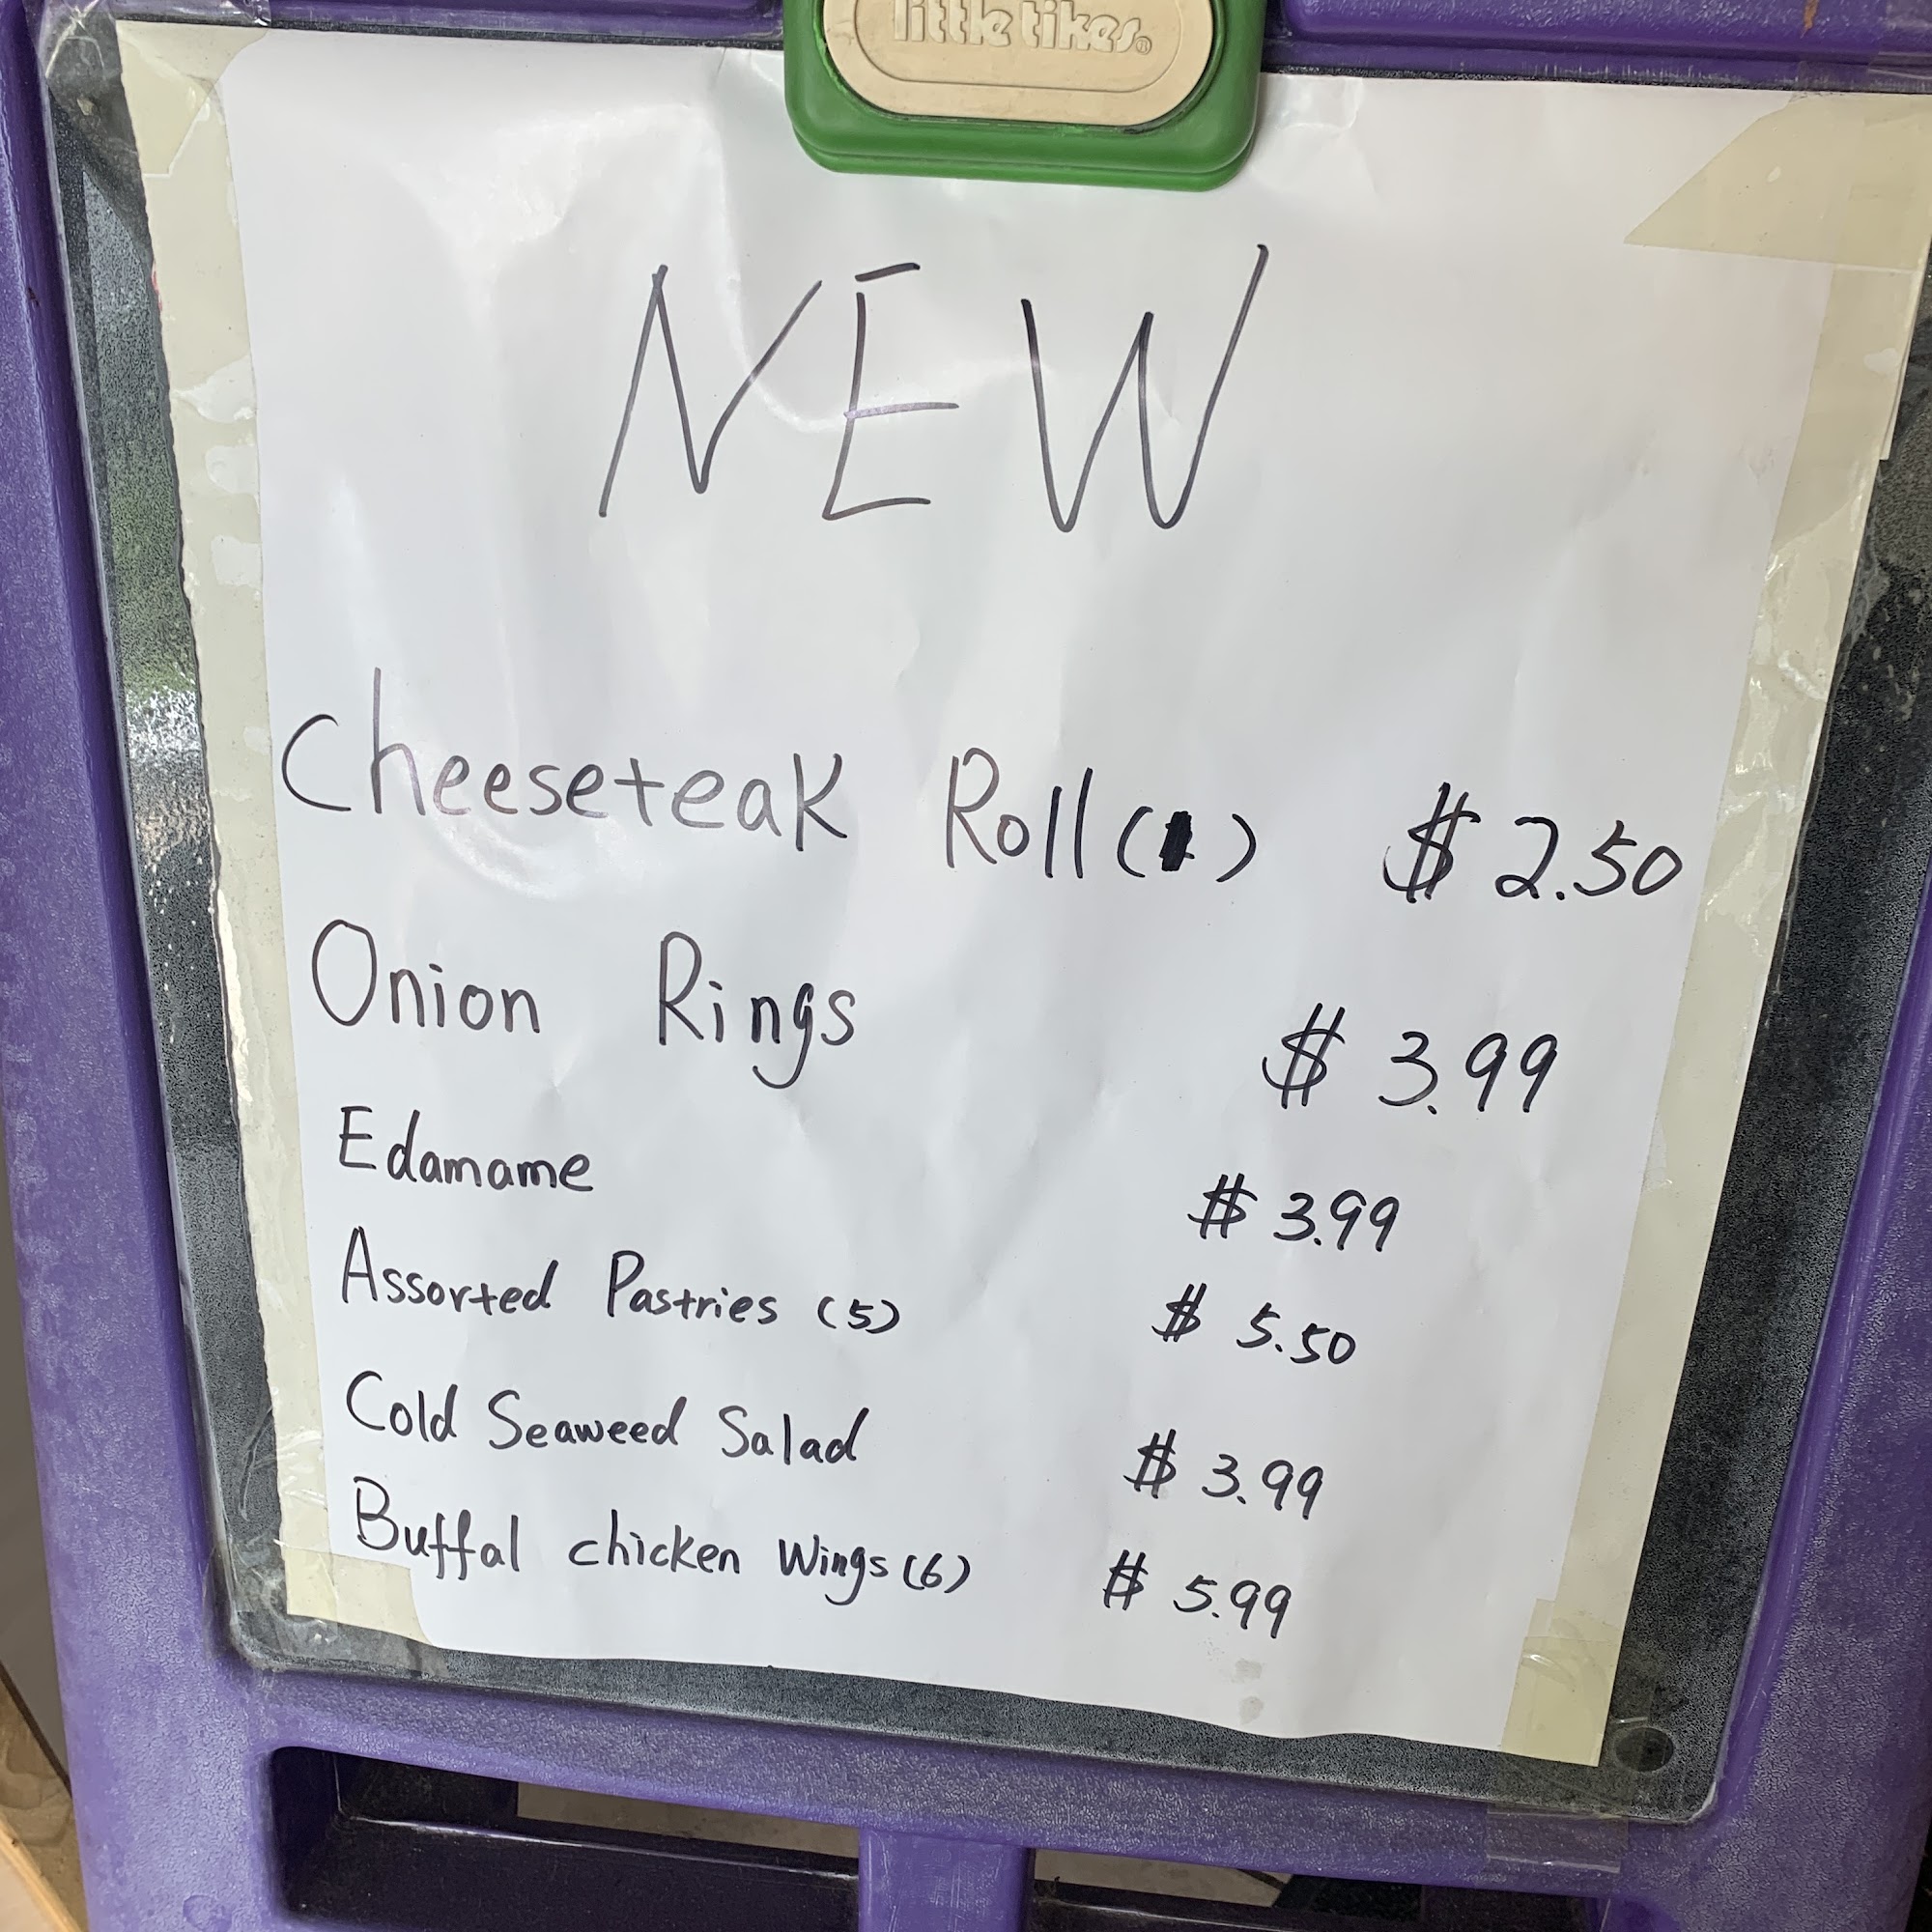 little tikes®
NEW
Cheeseteak Roll (1) $2.50
Onion Rings $3.99
Edamame $3.99
Assorted Pastries (5) $5.50
Cold Seaweed Salad $3.99
Buffal chicken Wings (6) $5.99